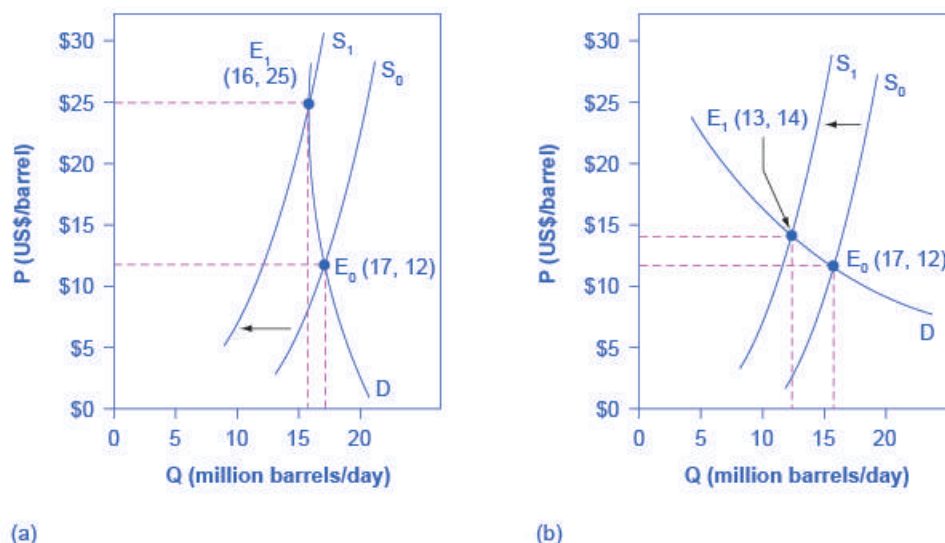 $30
$25
$20
$15
$10
$5
$0
P (US$/barrel)
E1
(16, 25)
S1
S0
E0 (17, 12)
D
0 5 10 15 20
Q (million barrels/day)
(a)
$30
$25
$20
$15
$10
$5
$0
P (US$/barrel)
S1
S0
E1 (13, 14)
E0 (17, 12)
D
0 5 10 15 20
Q (million barrels/day)
(b)